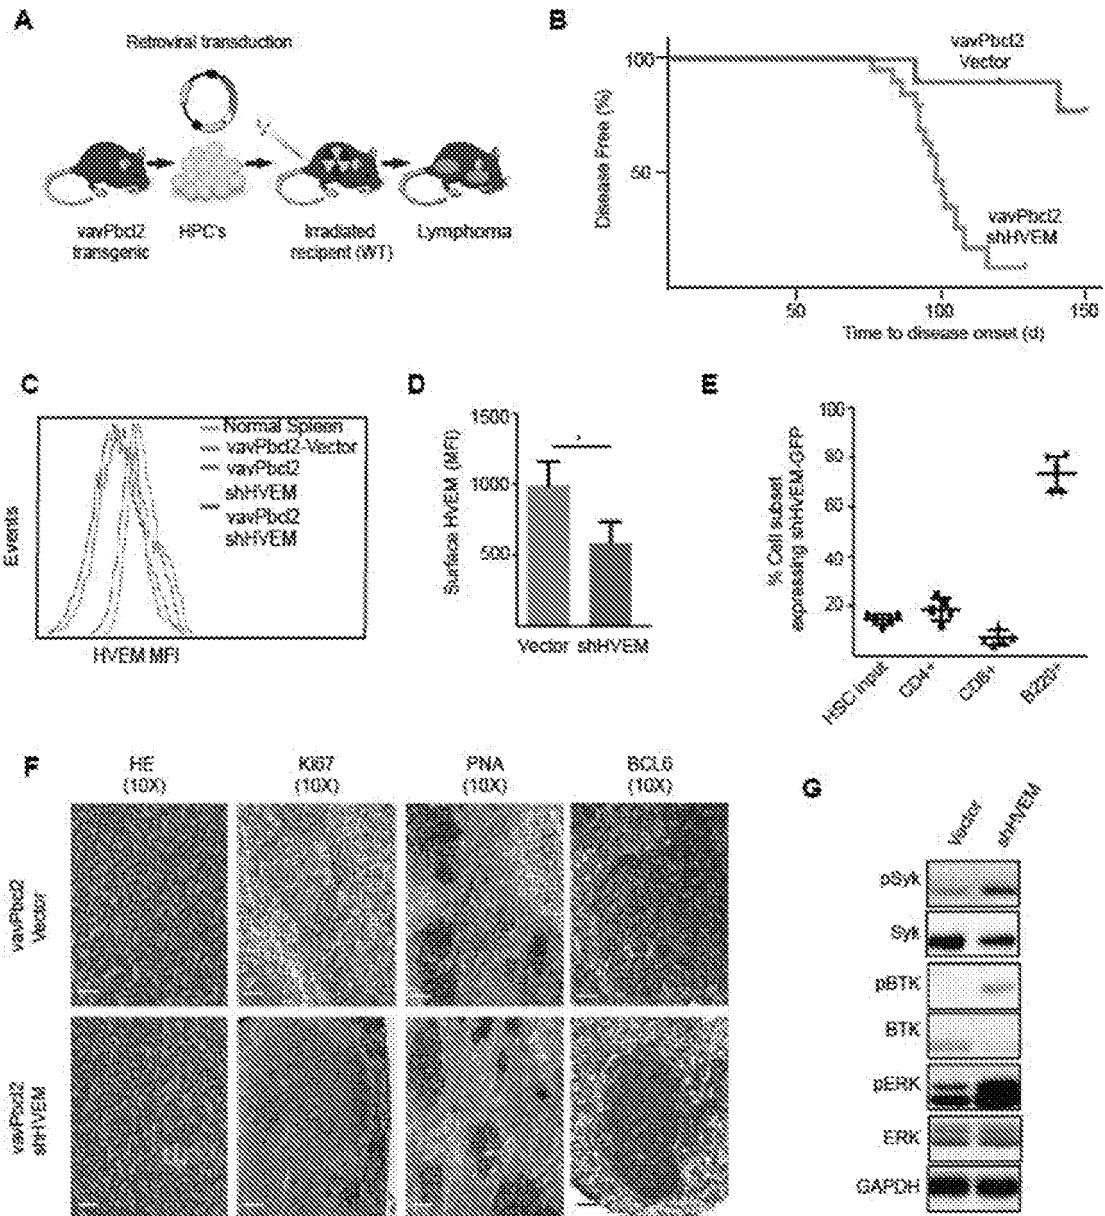 A
Retroviral transduction
vavPbcl2
transgenic
HPC's
Irradiated
recipient (WT)
Lymphoma
B
Disease Free (%)
100
50
vavPbcl2
Vector
vavPbcl2
shHVEM
50
100
150
Time to disease onset (d)
C
Events
Normal Spleen
vavPbcl2-Vector
vavPbcl2
shHVEM
vavPbcl2
shHVEM
HVEM MFI
D
Surface HVEM (MFI)
1500
1000
500
Vector
shHVEM
E
% Cell subset
expressing shHVEM-GFP
100
80
60
40
20
HSC input
CD4+
CD8+
B220+
F
HE
(10X)
Ki67
(10X)
PNA
(10X)
BCL6
(10X)
vavPbcl2
Vector
vavPbcl2
shHVEM
G
Vector
shHVEM
pSyk
Syk
pBTK
BTK
pERK
ERK
GAPDH